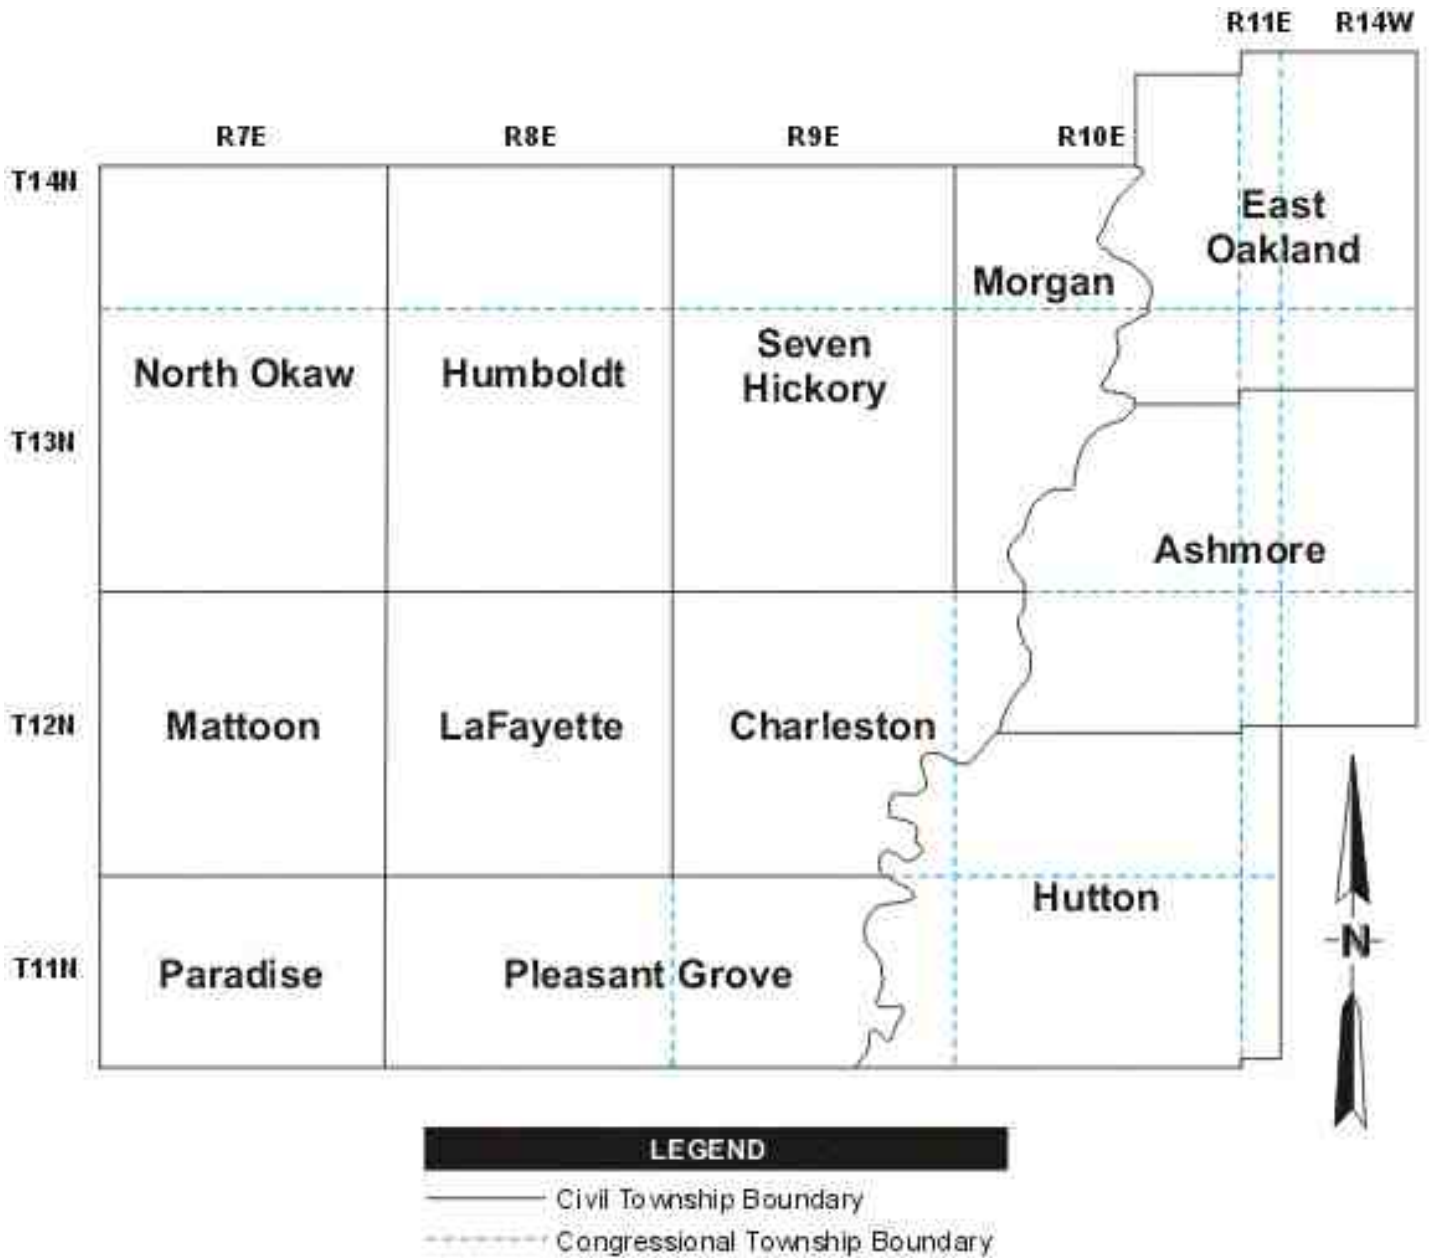 R11E R14W
R7E R8E R9E R10E
T14N
East
Oakland
Morgan
Seven
North Okaw Humboldt Hickory
T13N
Ashmore
T12N Mattoon LaFayette Charleston
Hutton
N
T11N Paradise Pleasant Grove
LEGEND
Civil Township Boundary
Congressional Township Boundary